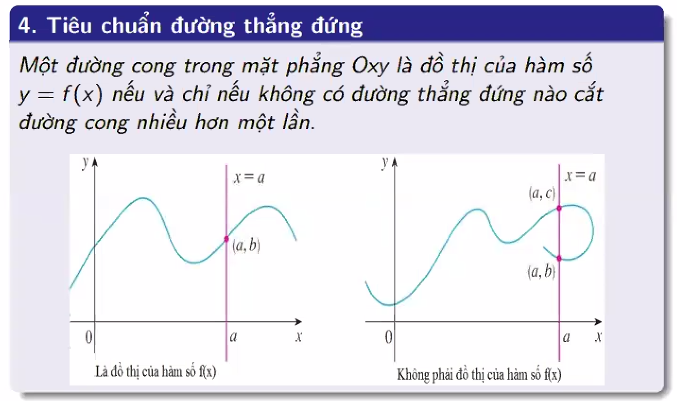 4. Tiêu chuẩn đường thẳng đứng
Một đường cong trong mặt phẳng Oxy là đồ thị của hàm số
y = f(x) nếu và chỉ nếu không có đường thẳng đứng nào cắt
đường cong nhiều hơn một lần.
y
x = a
(a, b)
0
a
x
Là đồ thị của hàm số f(x)
y
x = a
(a, c)
(a, b)
0
a
x
Không phải đồ thị của hàm số f(x)